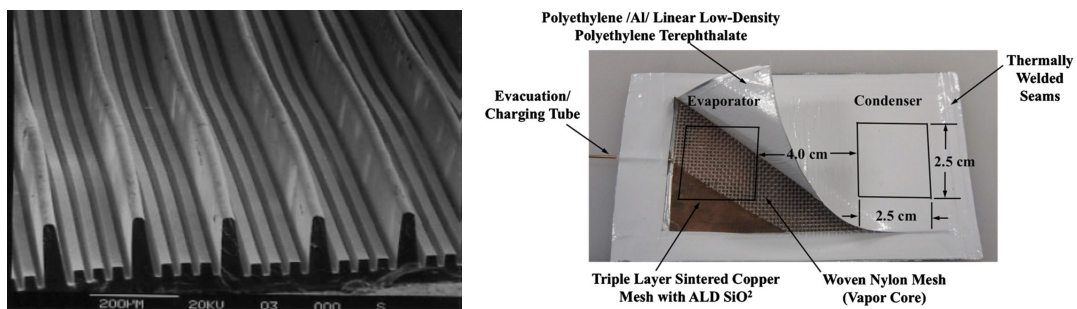 200µM 20KV 03 000 S
Polyethylene /Al/ Linear Low-Density
Polyethylene Terephthalate
Thermally
Welded
Seams
Evacuation/
Charging Tube
Evaporator
Condenser
4.0 cm
2.5 cm
2.5 cm
Triple Layer Sintered Copper
Mesh with ALD SiO²
Woven Nylon Mesh
(Vapor Core)